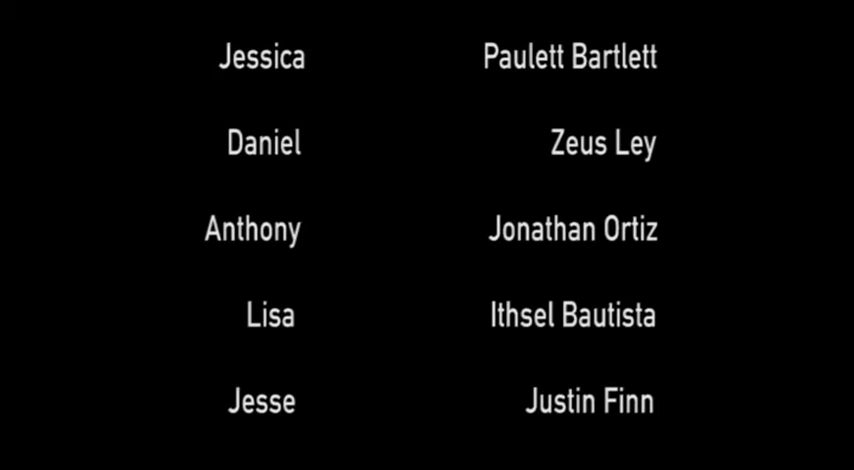 Jessica Paulett Bartlett
Daniel Zeus Ley
Anthony Jonathan Ortiz
Lisa Ithsel Bautista
Jesse Justin Finn